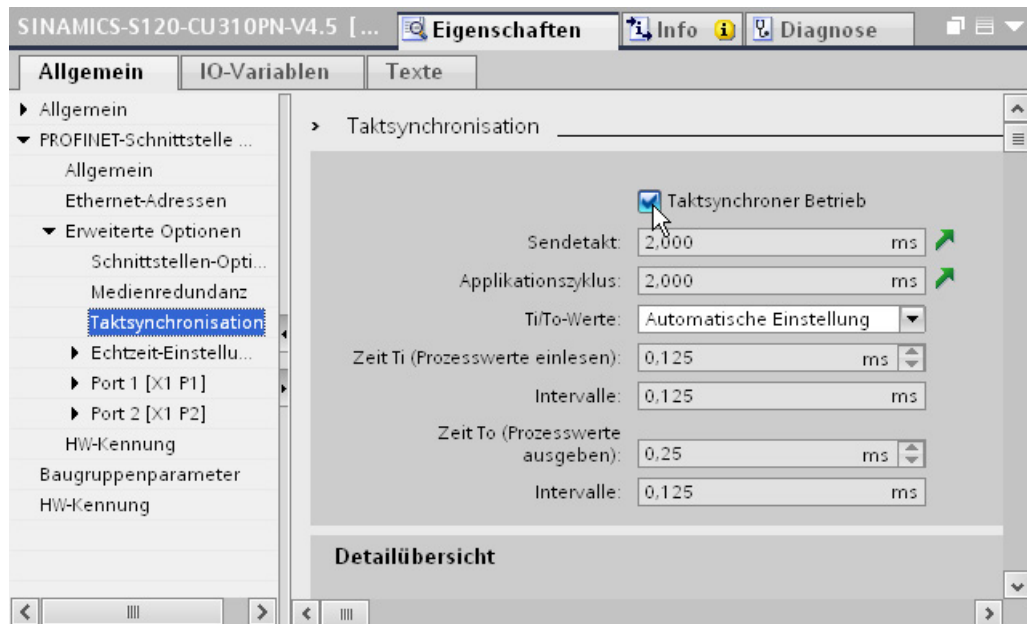 SINAMICS-S120-CU310PN-V4.5 [ ...
Eigenschaften
Info
Diagnose
Allgemein
IO-Variablen
Texte
Allgemein
PROFINET-Schnittstelle ...
Allgemein
Ethernet-Adressen
Erweiterte Optionen
Schnittstellen-Opti...
Medienredundanz
Taktsynchronisation
Echtzeit-Einstellu...
Port 1 [X1 P1]
Port 2 [X1 P2]
HW-Kennung
Baugruppenparameter
HW-Kennung
Taktsynchronisation
Taktsynchroner Betrieb
Sendetakt: 2,000 ms
Applikationszyklus: 2,000 ms
Ti/To-Werte: Automatische Einstellung
Zeit Ti (Prozesswerte einlesen): 0,125 ms
Intervalle: 0,125 ms
Zeit To (Prozesswerte
ausgeben): 0,25 ms
Intervalle: 0,125 ms
Detailübersicht